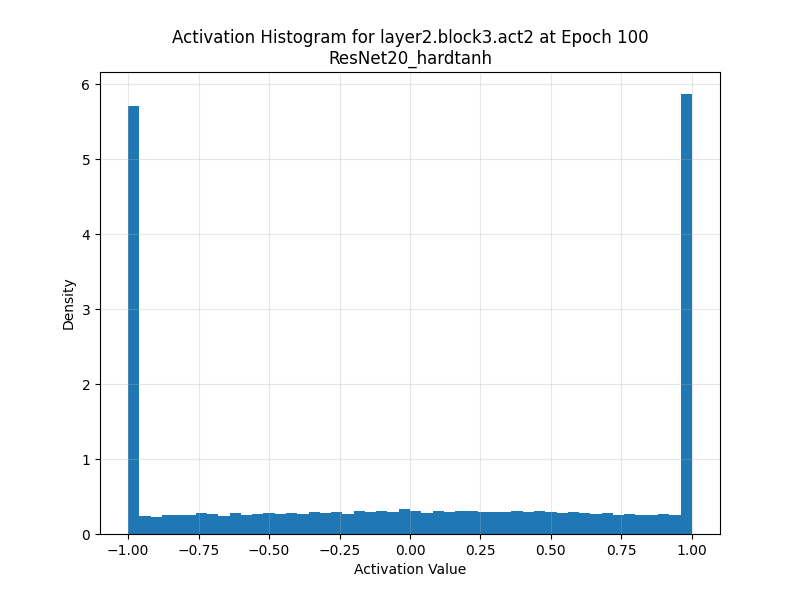 Activation Histogram for layer2.block3.act2 at Epoch 100
ResNet20_hardtanh
6
5
4
3
2
1
0
Density
−1.00 −0.75 −0.50 −0.25 0.00 0.25 0.50 0.75 1.00
Activation Value